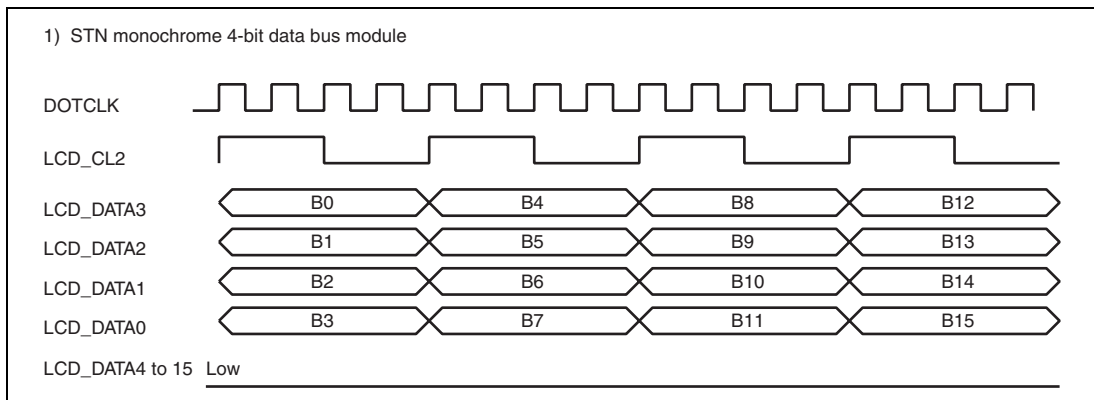 1) STN monochrome 4-bit data bus module
DOTCLK
LCD_CL2
LCD_DATA3 B0 B4 B8 B12
LCD_DATA2 B1 B5 B9 B13
LCD_DATA1 B2 B6 B10 B14
LCD_DATA0 B3 B7 B11 B15
LCD_DATA4 to 15 Low